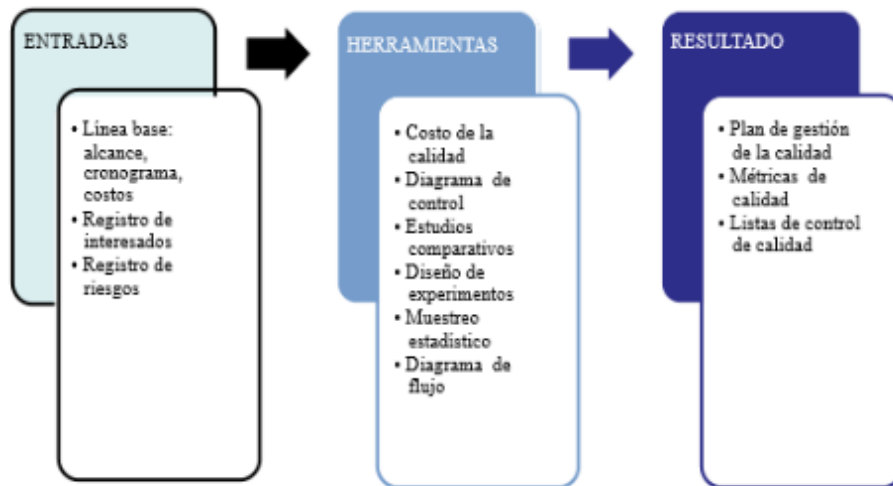 ENTRADAS
• Línea base:
alcance,
cronograma,
costos
• Registro de
interesados
• Registro de
riesgos
HERRAMIENTAS
• Costo de la
calidad
• Diagrama de
control
• Estudios
comparativos
• Diseño de
experimentos
• Muestreo
estadístico
• Diagrama de
flujo
RESULTADO
• Plan de gestión
de la calidad
• Métricas de
calidad
• Listas de control
de calidad